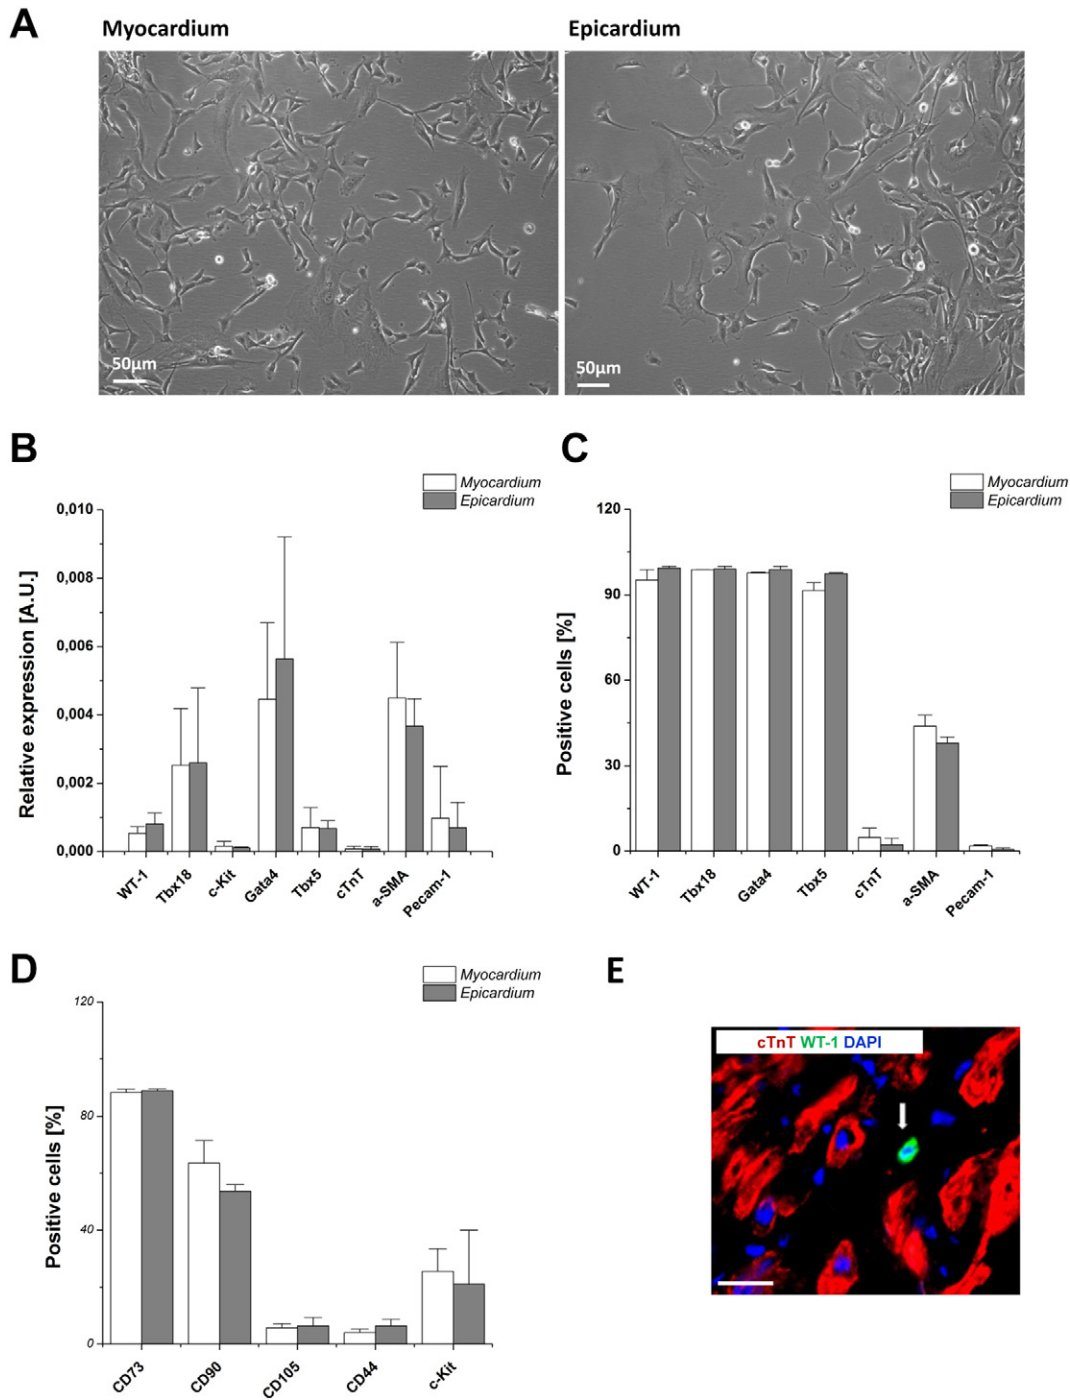 A
Myocardium
Epicardium
50µm
50µm
B
Myocardium
Epicardium
Relative expression [A.U.]
0,010
0,008
0,006
0,004
0,002
0,000
WT-1
Tbx18
c-Kit
Gata4
Tbx5
cTnT
a-SMA
Pecam-1
C
Myocardium
Epicardium
Positive cells [%]
120
90
60
30
0
WT-1
Tbx18
Gata4
Tbx5
cTnT
a-SMA
Pecam-1
D
Myocardium
Epicardium
Positive cells [%]
120
80
40
0
CD73
CD90
CD105
CD44
c-Kit
E
cTnT WT-1 DAPI